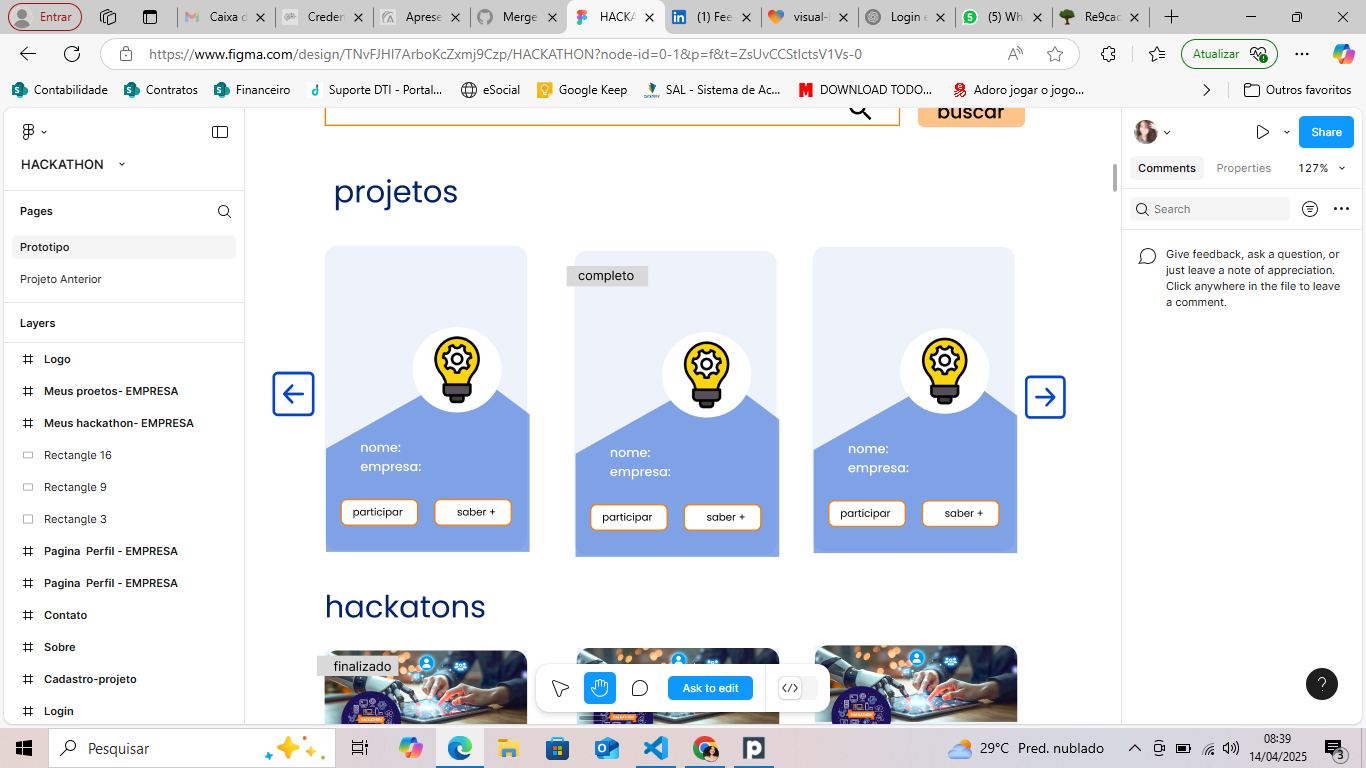 Entrar
Caixa d
Creden
Aprese
Merge
HACKA
(1) Fee
visual-
Login e
(5) Wh
Re9cac
https://www.figma.com/design/TNvFJHI7ArboKcZxmj9Czp/HACKATHON?node-id=0-1&p=f&t=ZsUvCCStIctsV1Vs-0
Atualizar
Contabilidade
Contratos
Financeiro
Suporte DTI - Portal...
eSocial
Google Keep
SAL - Sistema de Ac...
DOWNLOAD TODO...
Adoro jogar o jogo...
Outros favoritos
HACKATHON
Pages
Prototipo
Projeto Anterior
Layers
Logo
Meus proetos- EMPRESA
Meus hackathon- EMPRESA
Rectangle 16
Rectangle 9
Rectangle 3
Pagina Perfil - EMPRESA
Pagina Perfil - EMPRESA
Contato
Sobre
Cadastro-projeto
Login
buscar
projetos
completo
nome:
empresa:
participar
saber +
nome:
empresa:
participar
saber +
nome:
empresa:
participar
saber +
hackatons
finalizado
HACKATHON
HACKATHON
HACKATHON
Ask to edit
Share
Comments
Properties
127%
Search
Give feedback, ask a question, or
just leave a note of appreciation.
Click anywhere in the file to leave
a comment.
?
Pesquisar
29°C Pred. nublado
08:39
14/04/2025
3